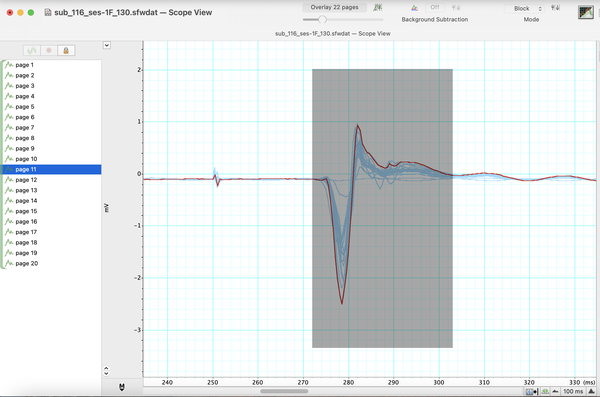 Overlay 22 pages
Off
Block
sub_116_ses-1F_130.sfwdat — Scope View
Background Subtraction
Mode
sub_116_ses-1F_130.sfwdat — Scope View
page 1
page 2
page 3
page 4
page 5
page 6
page 7
page 8
page 9
page 10
page 11
page 12
page 13
page 14
page 15
page 16
page 17
page 18
page 19
page 20
mV
2
1
0
-1
-2
-3
240
250
260
270
280
290
300
310
320
330 (ms)
100 ms